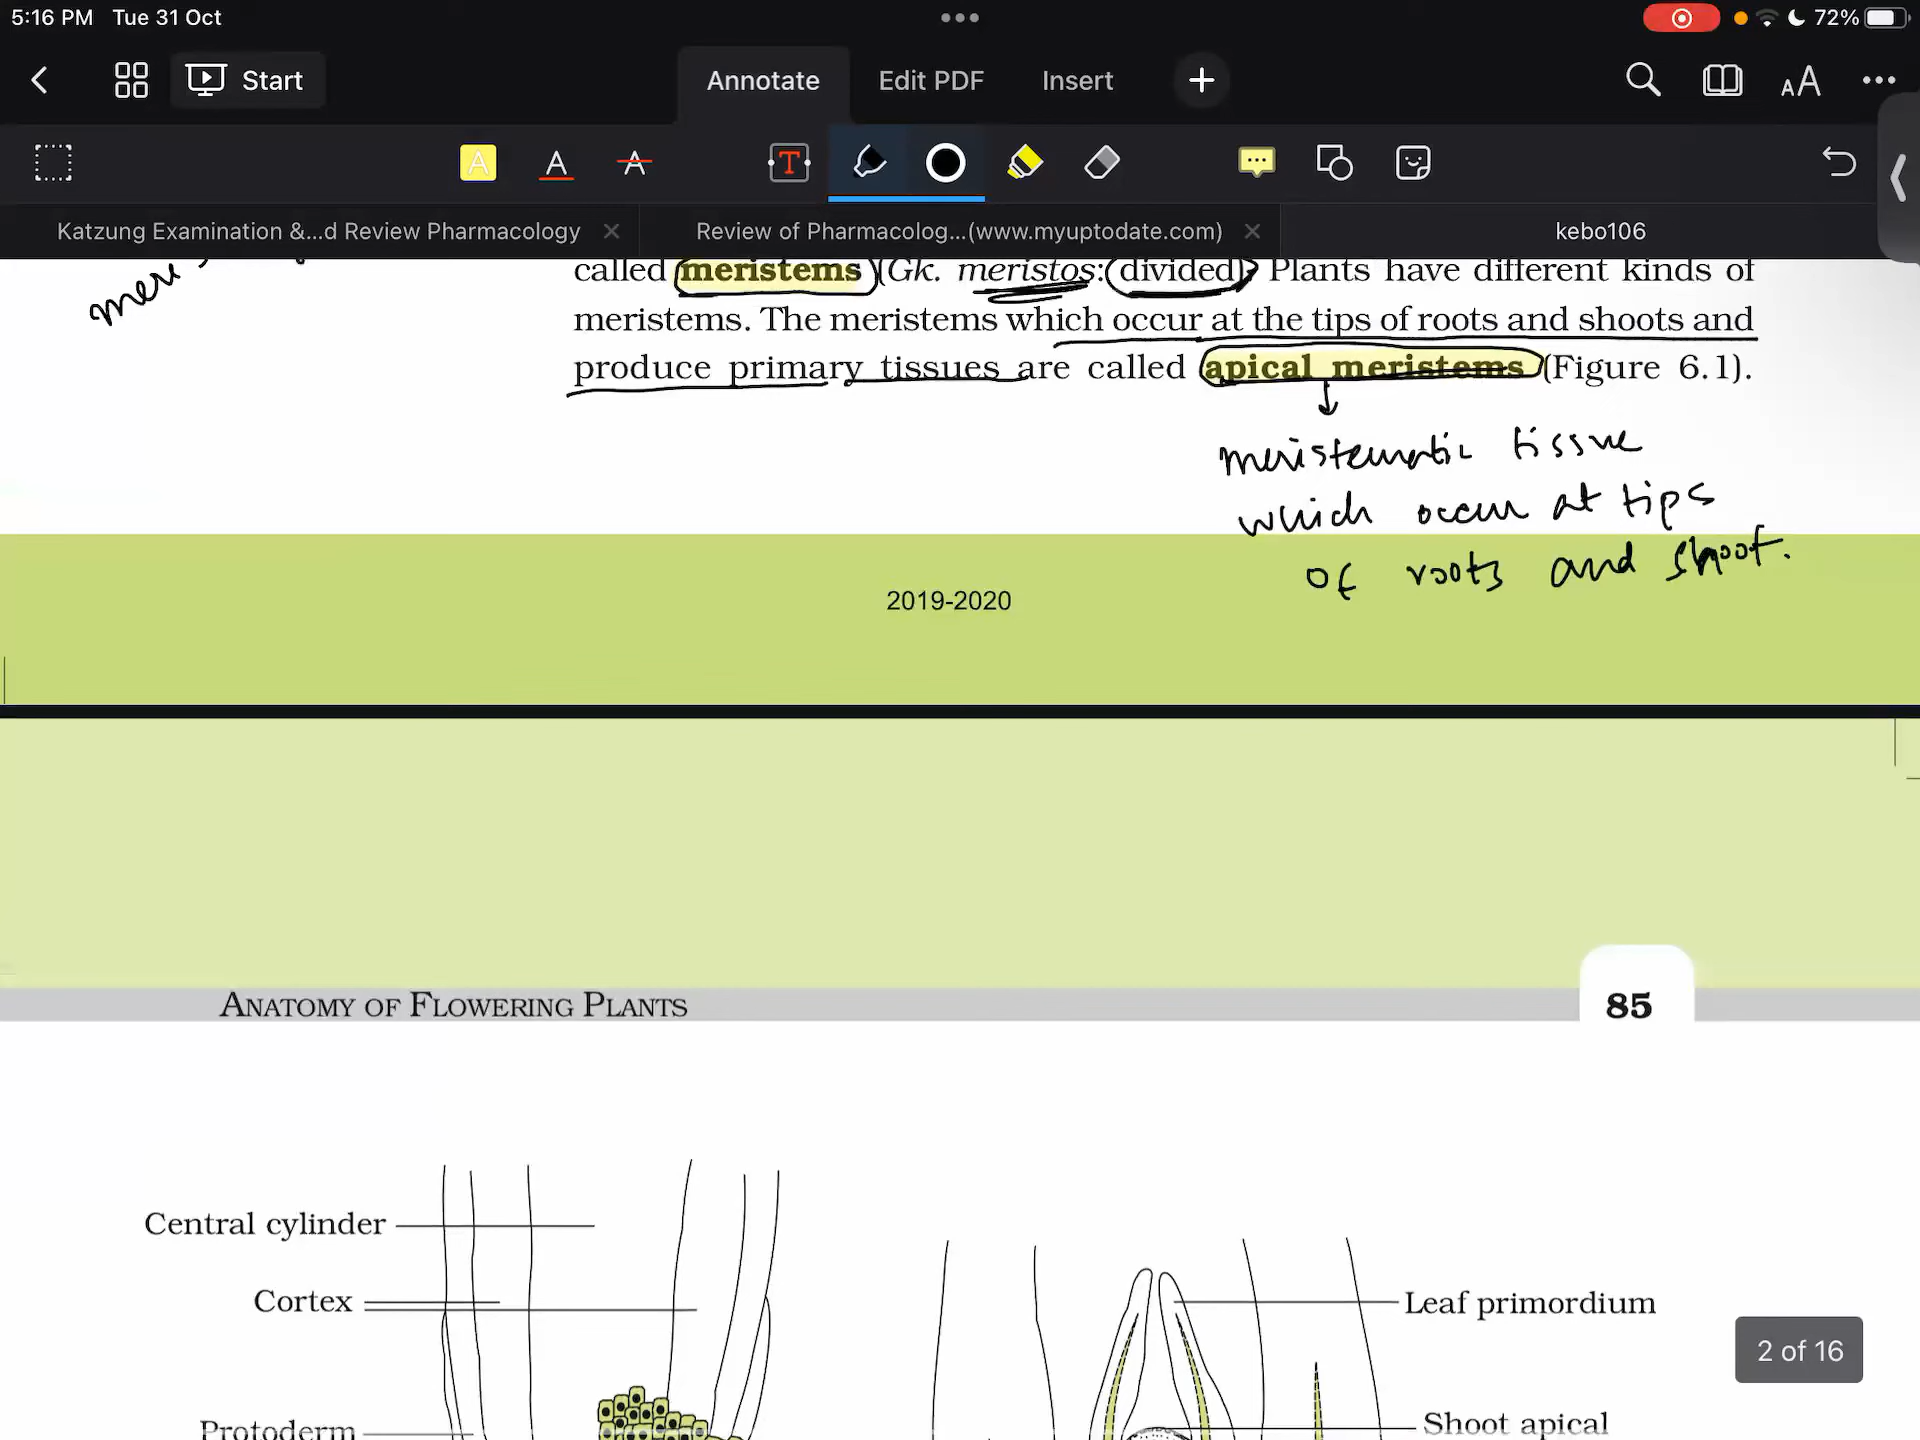 5:16 PM Tue 31 Oct
72%
Start
Annotate
Edit PDF
Insert
AA
A A A T
Katzung Examination &...d Review Pharmacology
Review of Pharmacolog...(www.myuptodate.com)
kebo106
called meristems (Gk. meristos: divided). Plants have different kinds of
meristems. The meristems which occur at the tips of roots and shoots and
produce primary tissues are called apical meristems (Figure 6.1).
meristematic tissue
which occur at tips
of roots and shoot.
2019-2020
ANATOMY OF FLOWERING PLANTS
85
Central cylinder
Cortex
Protoderm
Leaf primordium
Shoot apical
2 of 16